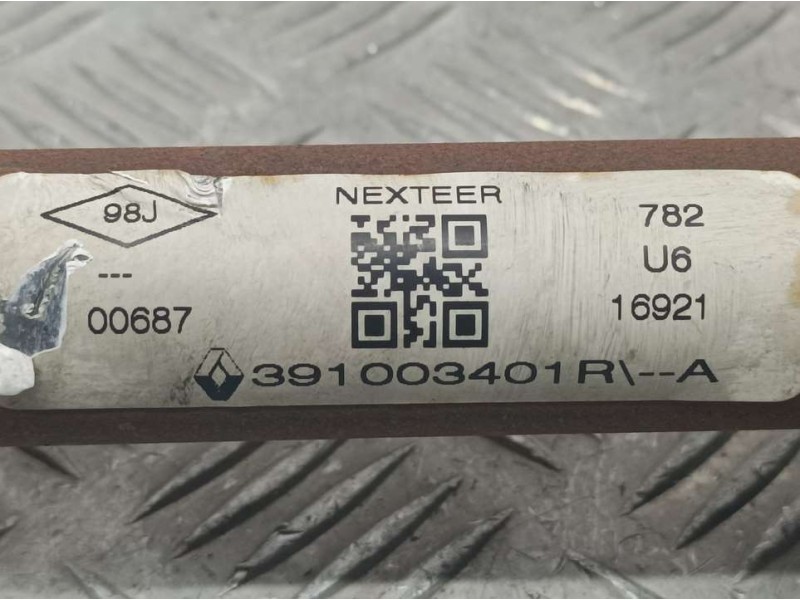 98J
---
00687
NEXTEER
782
U6
16921
391003401R\--A